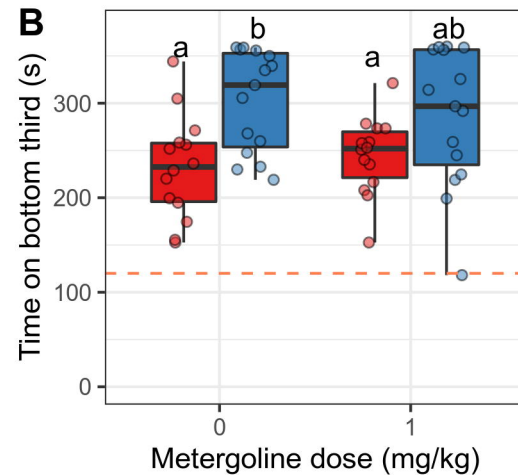 B
a
b
a
ab
Time on bottom third (s)
300
200
100
0
0
1
Metergoline dose (mg/kg)